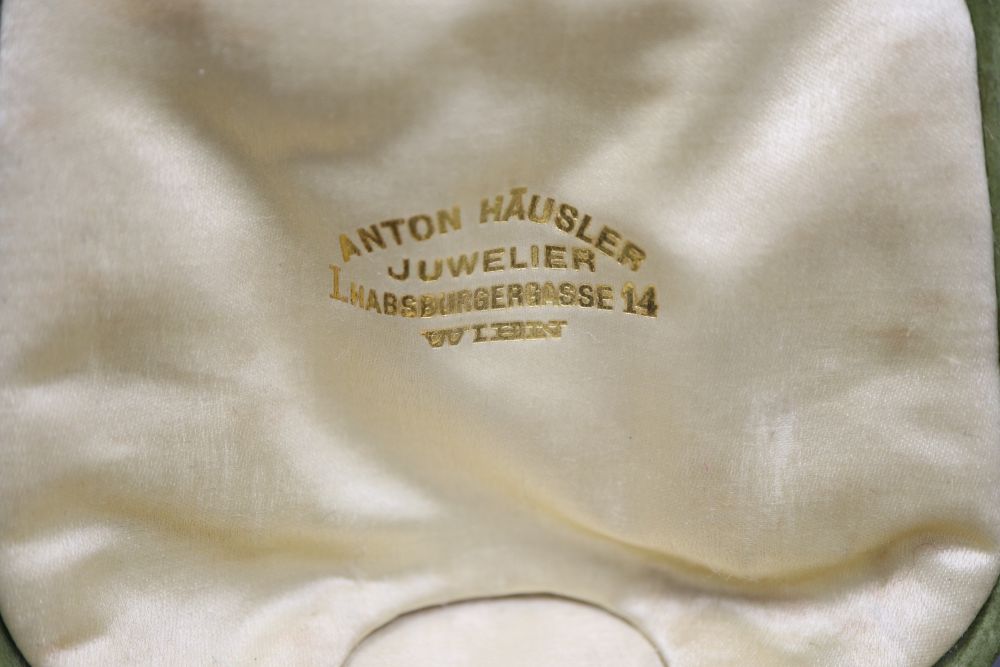 ANTON HÄUSLER
JUWELIER
I. HABSBURGERGASSE 14
WIEN